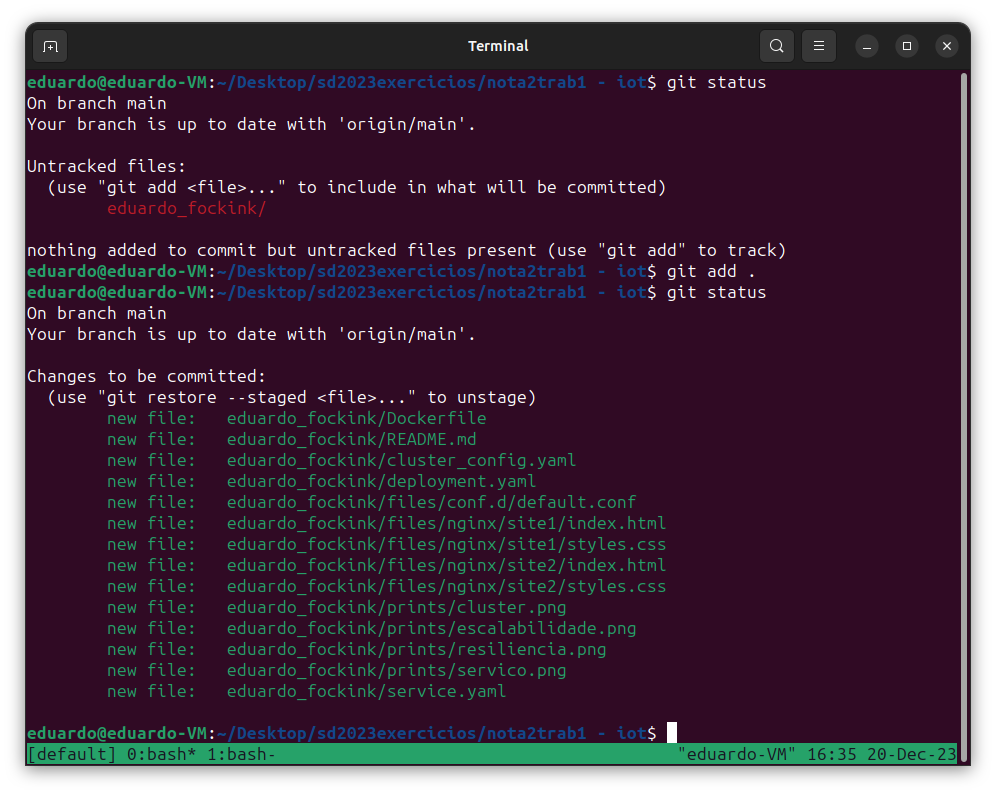 Terminal
eduardo@eduardo-VM:~/Desktop/sd2023exercicios/nota2trab1 - iot$ git status
On branch main
Your branch is up to date with 'origin/main'.
Untracked files:
  (use "git add <file>..." to include in what will be committed)
        eduardo_fockink/
nothing added to commit but untracked files present (use "git add" to track)
eduardo@eduardo-VM:~/Desktop/sd2023exercicios/nota2trab1 - iot$ git add .
eduardo@eduardo-VM:~/Desktop/sd2023exercicios/nota2trab1 - iot$ git status
On branch main
Your branch is up to date with 'origin/main'.
Changes to be committed:
  (use "git restore --staged <file>..." to unstage)
        new file:   eduardo_fockink/Dockerfile
        new file:   eduardo_fockink/README.md
        new file:   eduardo_fockink/cluster_config.yaml
        new file:   eduardo_fockink/deployment.yaml
        new file:   eduardo_fockink/files/conf.d/default.conf
        new file:   eduardo_fockink/files/nginx/site1/index.html
        new file:   eduardo_fockink/files/nginx/site1/styles.css
        new file:   eduardo_fockink/files/nginx/site2/index.html
        new file:   eduardo_fockink/files/nginx/site2/styles.css
        new file:   eduardo_fockink/prints/cluster.png
        new file:   eduardo_fockink/prints/escalabilidade.png
        new file:   eduardo_fockink/prints/resiliencia.png
        new file:   eduardo_fockink/prints/servico.png
        new file:   eduardo_fockink/service.yaml
eduardo@eduardo-VM:~/Desktop/sd2023exercicios/nota2trab1 - iot$
[default] 0:bash* 1:bash- "eduardo-VM" 16:35 20-Dec-23